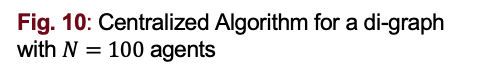 Fig. 10: Centralized Algorithm for a di-graph
with N = 100 agents